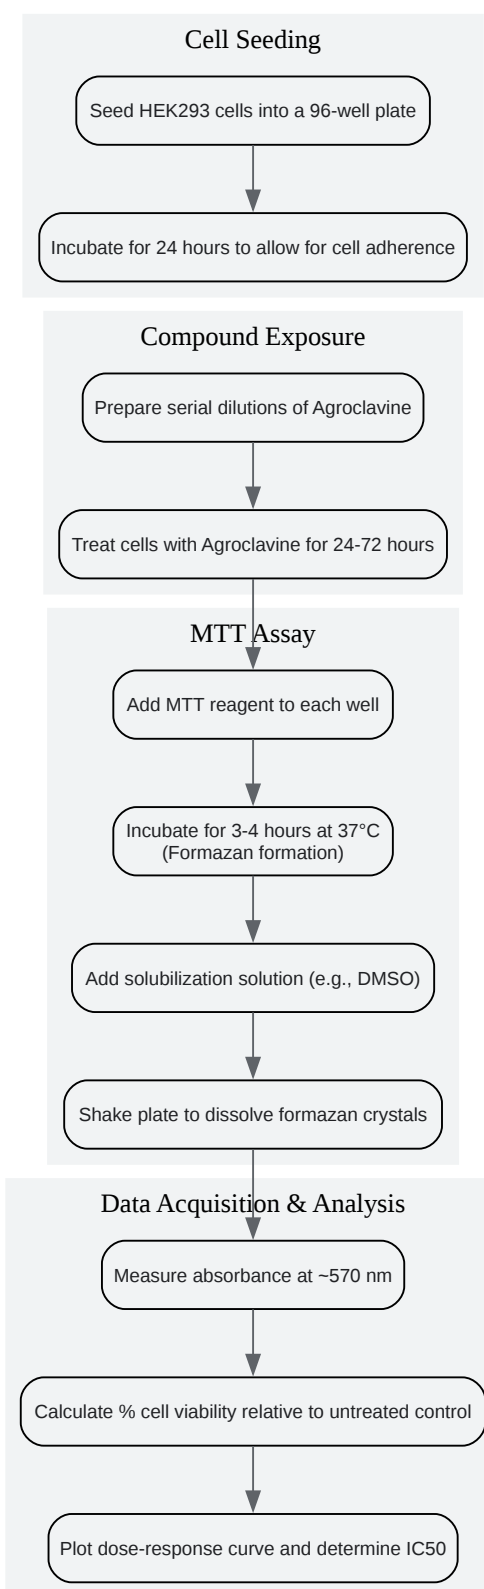 Cell Seeding
Seed HEK293 cells into a 96-well plate
Incubate for 24 hours to allow for cell adherence
Compound Exposure
Prepare serial dilutions of Agroclavine
Treat cells with Agroclavine for 24-72 hours
MTT Assay
Add MTT reagent to each well
Incubate for 3-4 hours at 37°C
(Formazan formation)
Add solubilization solution (e.g., DMSO)
Shake plate to dissolve formazan crystals
Data Acquisition & Analysis
Measure absorbance at ~570 nm
Calculate % cell viability relative to untreated control
Plot dose-response curve and determine IC50